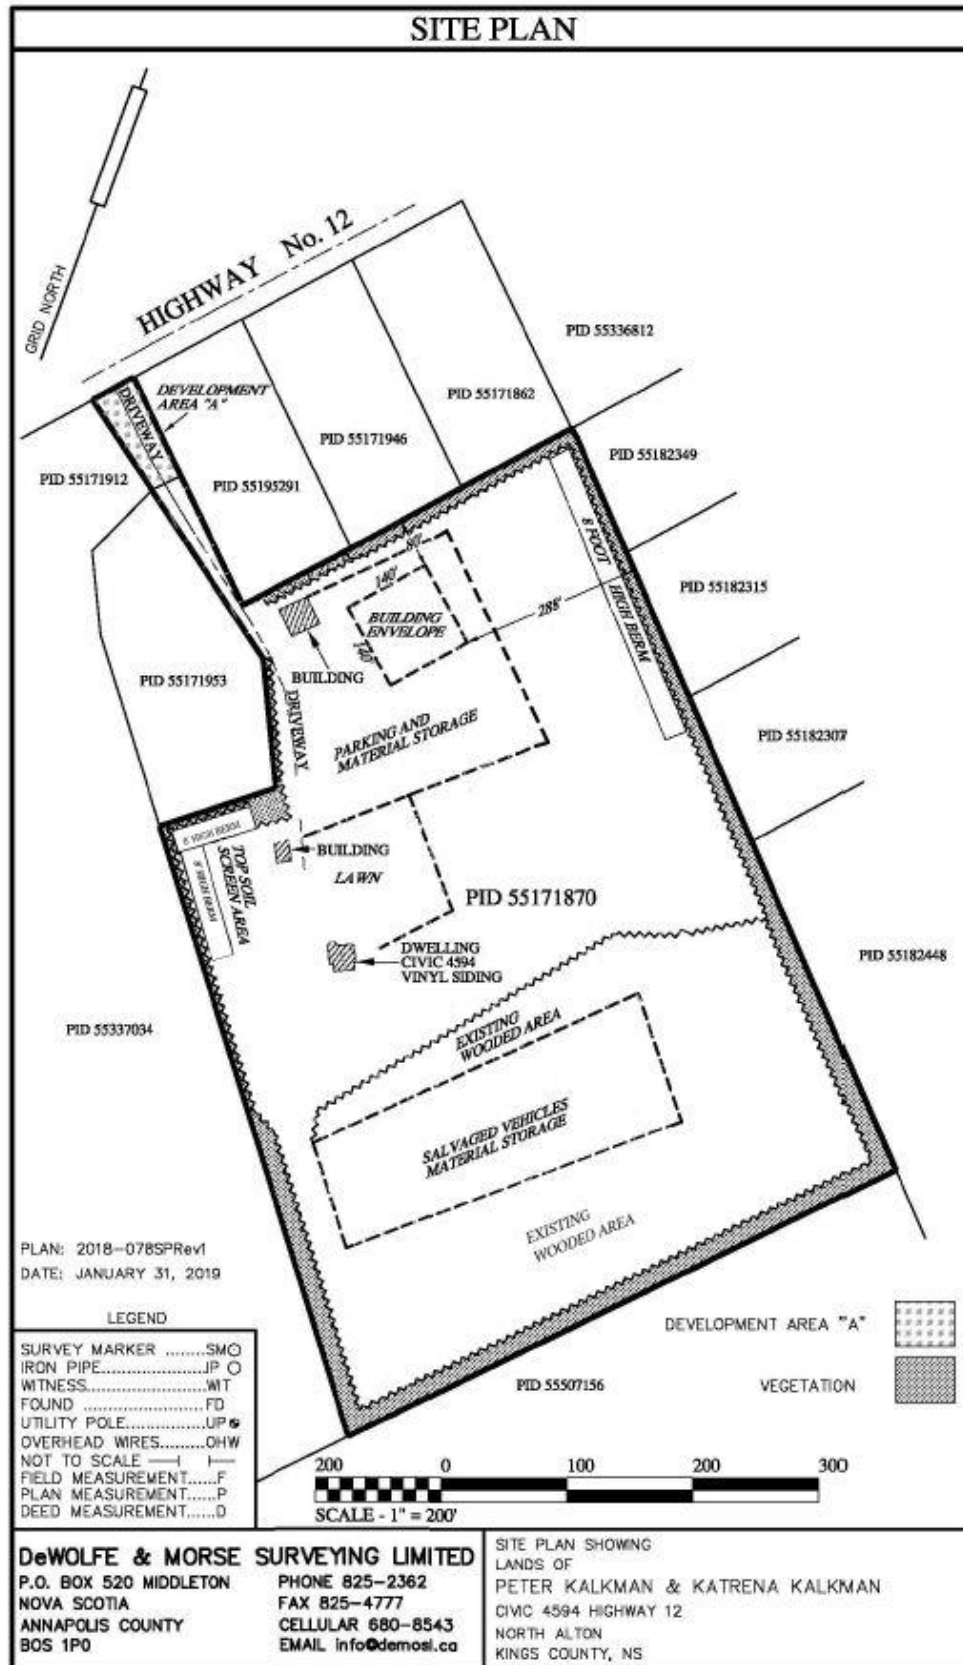 SITE PLAN
HIGHWAY No. 12
GRID NORTH
PID 55336812
DRIVEWAY
DEVELOPMENT
AREA "A"
PID 55171862
PID 55171946
PID 55182349
PID 55171912
PID 55195291
8 FOOT HIGH BERM
80'
140'
BUILDING
ENVELOPE
140'
288'
PID 55182315
BUILDING
PID 55171953
DRIVEWAY
PARKING AND
MATERIAL STORAGE
PID 55182307
8' HIGH BERM
8' HIGH BERM
TOP SOIL
SCREEN AREA
BUILDING
LAWN
PID 55171870
DWELLING
CIVIC 4594
VINYL SIDING
PID 55182448
PID 55337034
EXISTING
WOODED AREA
SALVAGED VEHICLES
MATERIAL STORAGE
EXISTING
WOODED AREA
PLAN: 2018-078SPRev1
DATE: JANUARY 31, 2019
DEVELOPMENT AREA "A"
VEGETATION
PID 55507156
LEGEND
SURVEY MARKER ........SM
IRON PIPE................IP
WITNESS.................WIT
FOUND ...................FD
UTILITY POLE..............UP
OVERHEAD WIRES.........OHW
NOT TO SCALE
FIELD MEASUREMENT......F
PLAN MEASUREMENT......P
DEED MEASUREMENT......D
200 0 100 200 300
SCALE - 1" = 200'
DeWOLFE & MORSE SURVEYING LIMITED
P.O. BOX 520 MIDDLETON PHONE 825-2362
NOVA SCOTIA FAX 825-4777
ANNAPOLIS COUNTY CELLULAR 680-8543
BOS 1P0 EMAIL info@demosl.ca
SITE PLAN SHOWING
LANDS OF
PETER KALKMAN & KATRENA KALKMAN
CIVIC 4594 HIGHWAY 12
NORTH ALTON
KINGS COUNTY, NS